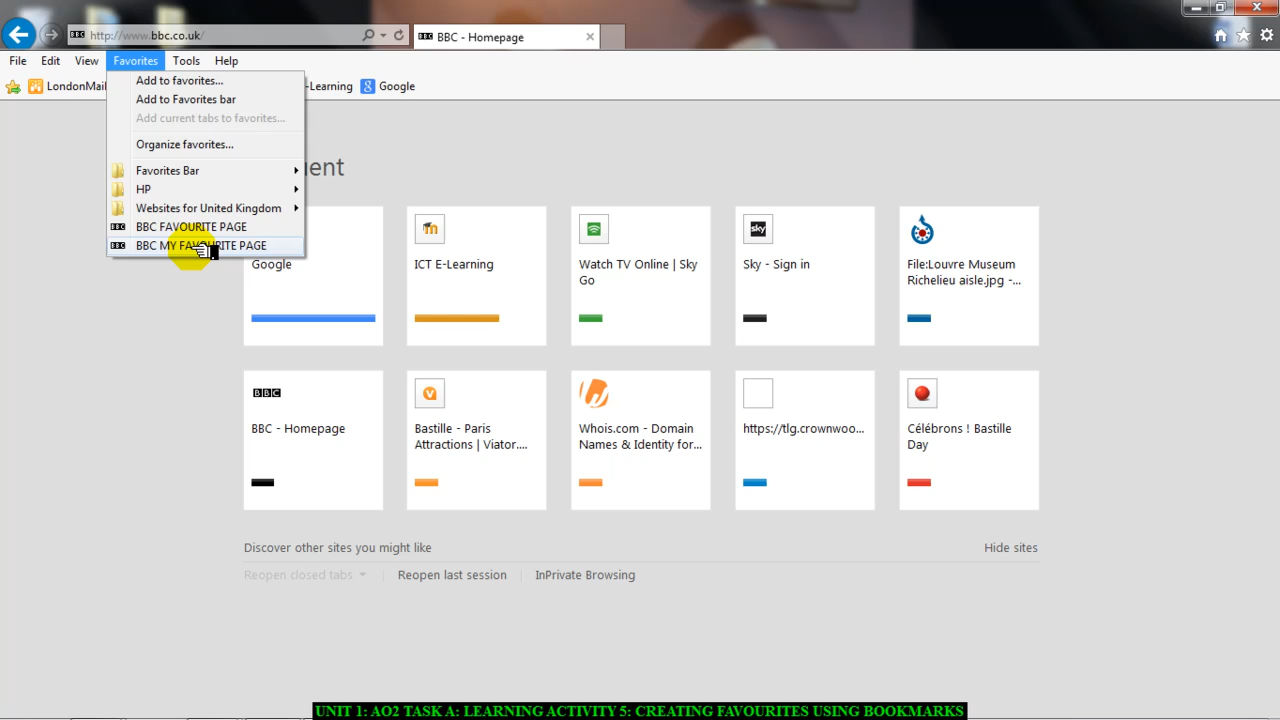 http://www.bbc.co.uk/
BBC BBC - Homepage
File Edit View Favorites Tools Help
Add to favorites...
LondonMail
-Learning
Google
Add to Favorites bar
Add current tabs to favorites...
Organize favorites...
Favorites Bar
HP
Websites for United Kingdom
BBC BBC FAVOURITE PAGE
BBC BBC MY FAVOURITE PAGE
Google
m ICT E-Learning
Watch TV Online | Sky
Go
sky Sky - Sign in
File:Louvre Museum
Richelieu aisle.jpg -...
BBC
BBC - Homepage
V
Bastille - Paris
Attractions | Viator....
Whois.com - Domain
Names & Identity for...
https://tlg.crownwoo...
Célébrons ! Bastille
Day
Discover other sites you might like Hide sites
Reopen closed tabs Reopen last session InPrivate Browsing
UNIT 1: AO2 TASK A: LEARNING ACTIVITY 5: CREATING FAVOURITES USING BOOKMARKS